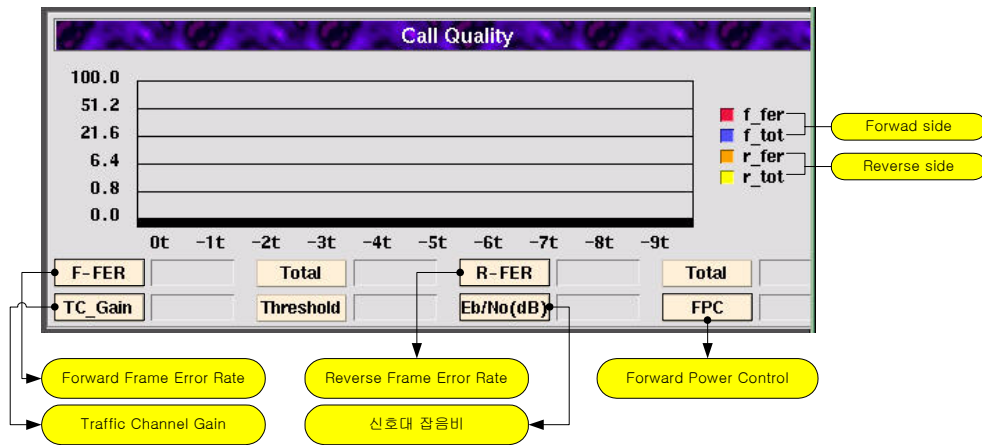 Call Quality
100.0
51.2
21.6
6.4
0.8
0.0
0t -1t -2t -3t -4t -5t -6t -7t -8t -9t
f_fer
f_tot
r_fer
r_tot
Forwad side
Reverse side
F-FER Total R-FER Total
TC_Gain Threshold Eb/No(dB) FPC
Forward Frame Error Rate Reverse Frame Error Rate Forward Power Control
Traffic Channel Gain 신호대 잡음비